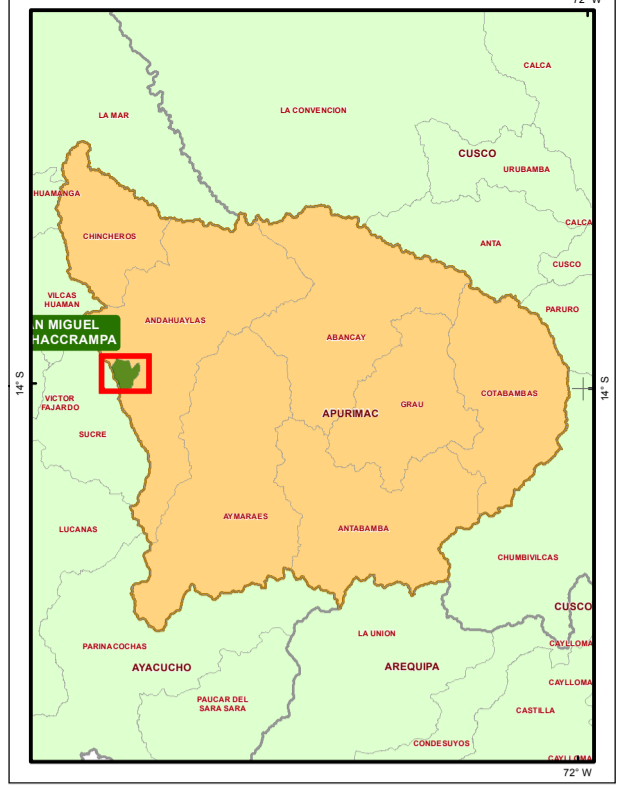 72° W
CALCA
LA CONVENCION
LA MAR
CUSCO
URUBAMBA
HUAMANGA
CALCA
CHINCHEROS
ANTA
CUSCO
VILCAS
HUAMAN
PARURO
ANDAHUAYLAS
AN MIGUEL
HACCRAMPA
ABANCAY
14° S
14° S
COTABAMBAS
VICTOR
FAJARDO
GRAU
APURIMAC
SUCRE
AYMARAES
ANTABAMBA
LUCANAS
CHUMBIVILCAS
CUSCO
LA UNION
CAYLLOMA
PARINACOCHAS
AYACUCHO
AREQUIPA
CAYLLOMA
PAUCAR DEL
SARA SARA
CASTILLA
CONDESUYOS
CAYLLOMA
72° W